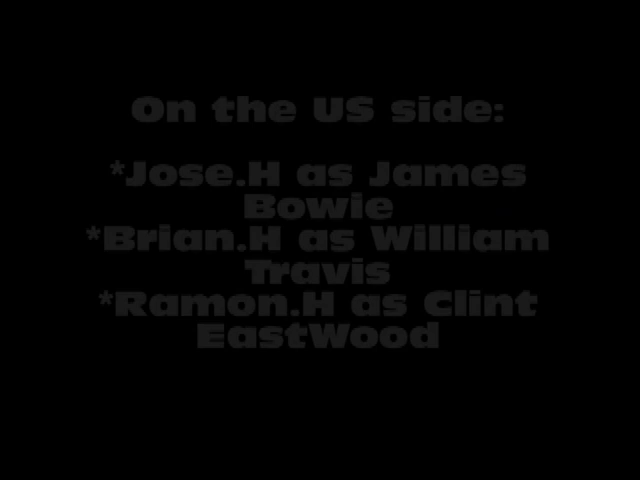 On the US side:
*Jose.H as James
Bowie
*Brian.H as William
Travis
*Ramon.H as Clint
EastWood